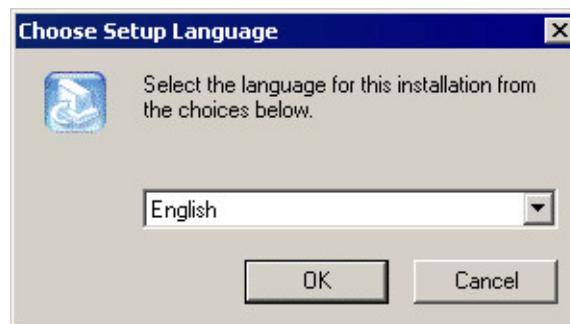 Choose Setup Language
Select the language for this installation from
the choices below.
English
OK
Cancel